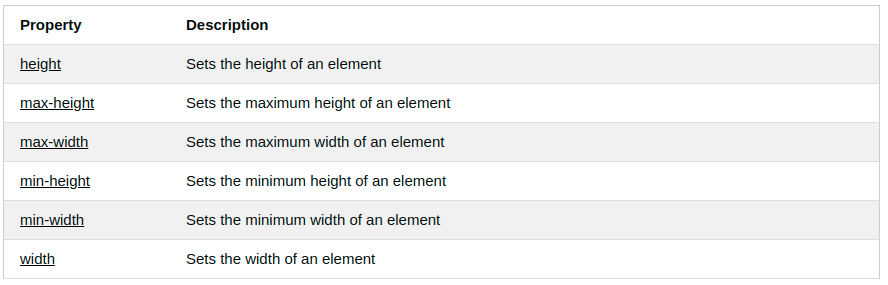 Property Description
height Sets the height of an element
max-height Sets the maximum height of an element
max-width Sets the maximum width of an element
min-height Sets the minimum height of an element
min-width Sets the minimum width of an element
width Sets the width of an element